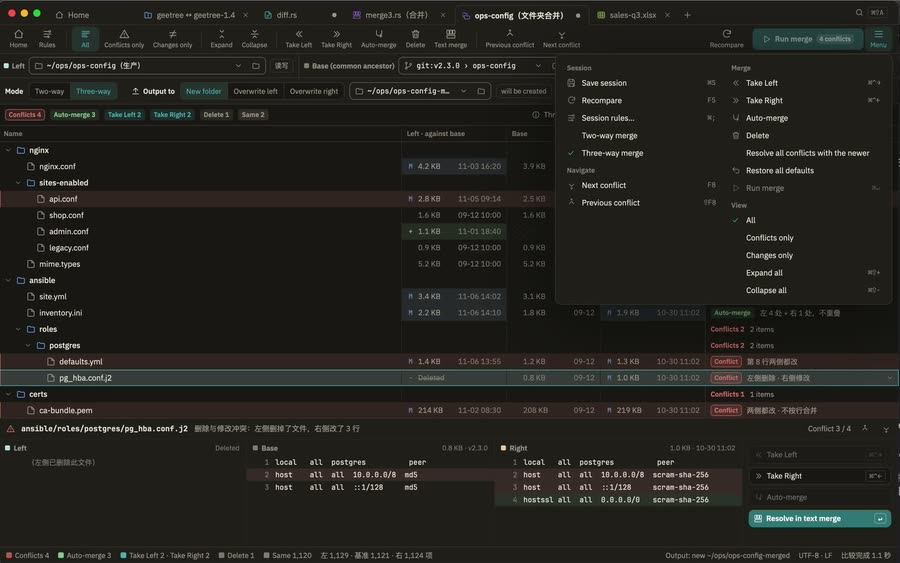 Home geetree ⇔ geetree-1.4 × diff.rs merge3.rs（合并） × ops-config（文件夹合并） sales-q3.xlsx × +
Home Rules All Conflicts only Changes only Expand Collapse Take Left Take Right Auto-merge Delete Text merge Previous conflict Next conflict Recompare Run merge 4 conflicts Menu
Left ~/ops/ops-config (生产) 读写 Base (common ancestor) git:v2.3.0 › ops-config
Mode Two-way Three-way Output to New folder Overwrite left Overwrite right ~/ops/ops-config-m... will be created
Conflicts 4 Auto-merge 3 Take Left 2 Take Right 2 Delete 1 Same 2
Name Left · against base Base
nginx
nginx.conf M 4.2 KB 11-03 16:20 3.9 KB
sites-enabled
api.conf M 2.8 KB 11-05 09:14 2.5 KB
shop.conf 1.6 KB 09-12 10:00 1.6 KB
admin.conf + 1.1 KB 11-01 18:40
legacy.conf 0.9 KB 09-12 10:00 0.9 KB
mime.types 5.2 KB 09-12 10:00 5.2 KB
ansible
site.yml M 3.4 KB 11-06 14:02 3.1 KB
inventory.ini M 2.2 KB 11-06 14:10 1.8 KB 09-12 M 1.9 KB 10-30 11:02 Auto-merge 左 4 处 + 右 1 处，不重叠
roles Conflicts 2 2 items
postgres Conflicts 2 2 items
defaults.yml M 1.4 KB 11-06 13:55 1.2 KB 09-12 M 1.3 KB 10-30 11:02 Conflict 第 8 行两侧都改
pg_hba.conf.j2 - Deleted 0.8 KB 09-12 M 1.0 KB 10-30 11:02 Conflict 左侧删除 · 右侧修改
certs Conflicts 1 1 items
ca-bundle.pem M 214 KB 11-02 08:30 208 KB 09-12 M 219 KB 10-30 11:02 Conflict 两侧都改 · 不按行合并
Session
Save session ⌘S
Recompare F5
Session rules... ⌘;
Two-way merge
✓ Three-way merge
Navigate
Next conflict F8
Previous conflict ⇧F8
Merge
Take Left
Take Right
Auto-merge
Delete
Resolve all conflicts with the newer
Restore all defaults
Run merge
View
✓ All
Conflicts only
Changes only
Expand all
Collapse all
ansible/roles/postgres/pg_hba.conf.j2 删除与修改冲突：左侧删掉了文件，右侧改了 3 行 Conflict 3 / 4
Left Deleted
(左侧已删除此文件)
Base 0.8 KB · v2.3.0
1 local all postgres peer
2 host all all 10.0.0.0/8 md5
3 host all all ::1/128 md5
Right 1.0 KB · 10-30 11:02
1 local all postgres peer
2 host all all 10.0.0.0/8 scram-sha-256
3 host all all ::1/128 scram-sha-256
4 hostssl all all 0.0.0.0/0 scram-sha-256
Take Left
Take Right
Auto-merge
Resolve in text merge
Conflicts 4 Auto-merge 3 Take Left 2 · Take Right 2 Delete 1 Same 1,120 左 1,129 · 基准 1,121 · 右 1,124 项 Output: new ~/ops/ops-config-merged UTF-8 · LF 比较完成 1.1 秒